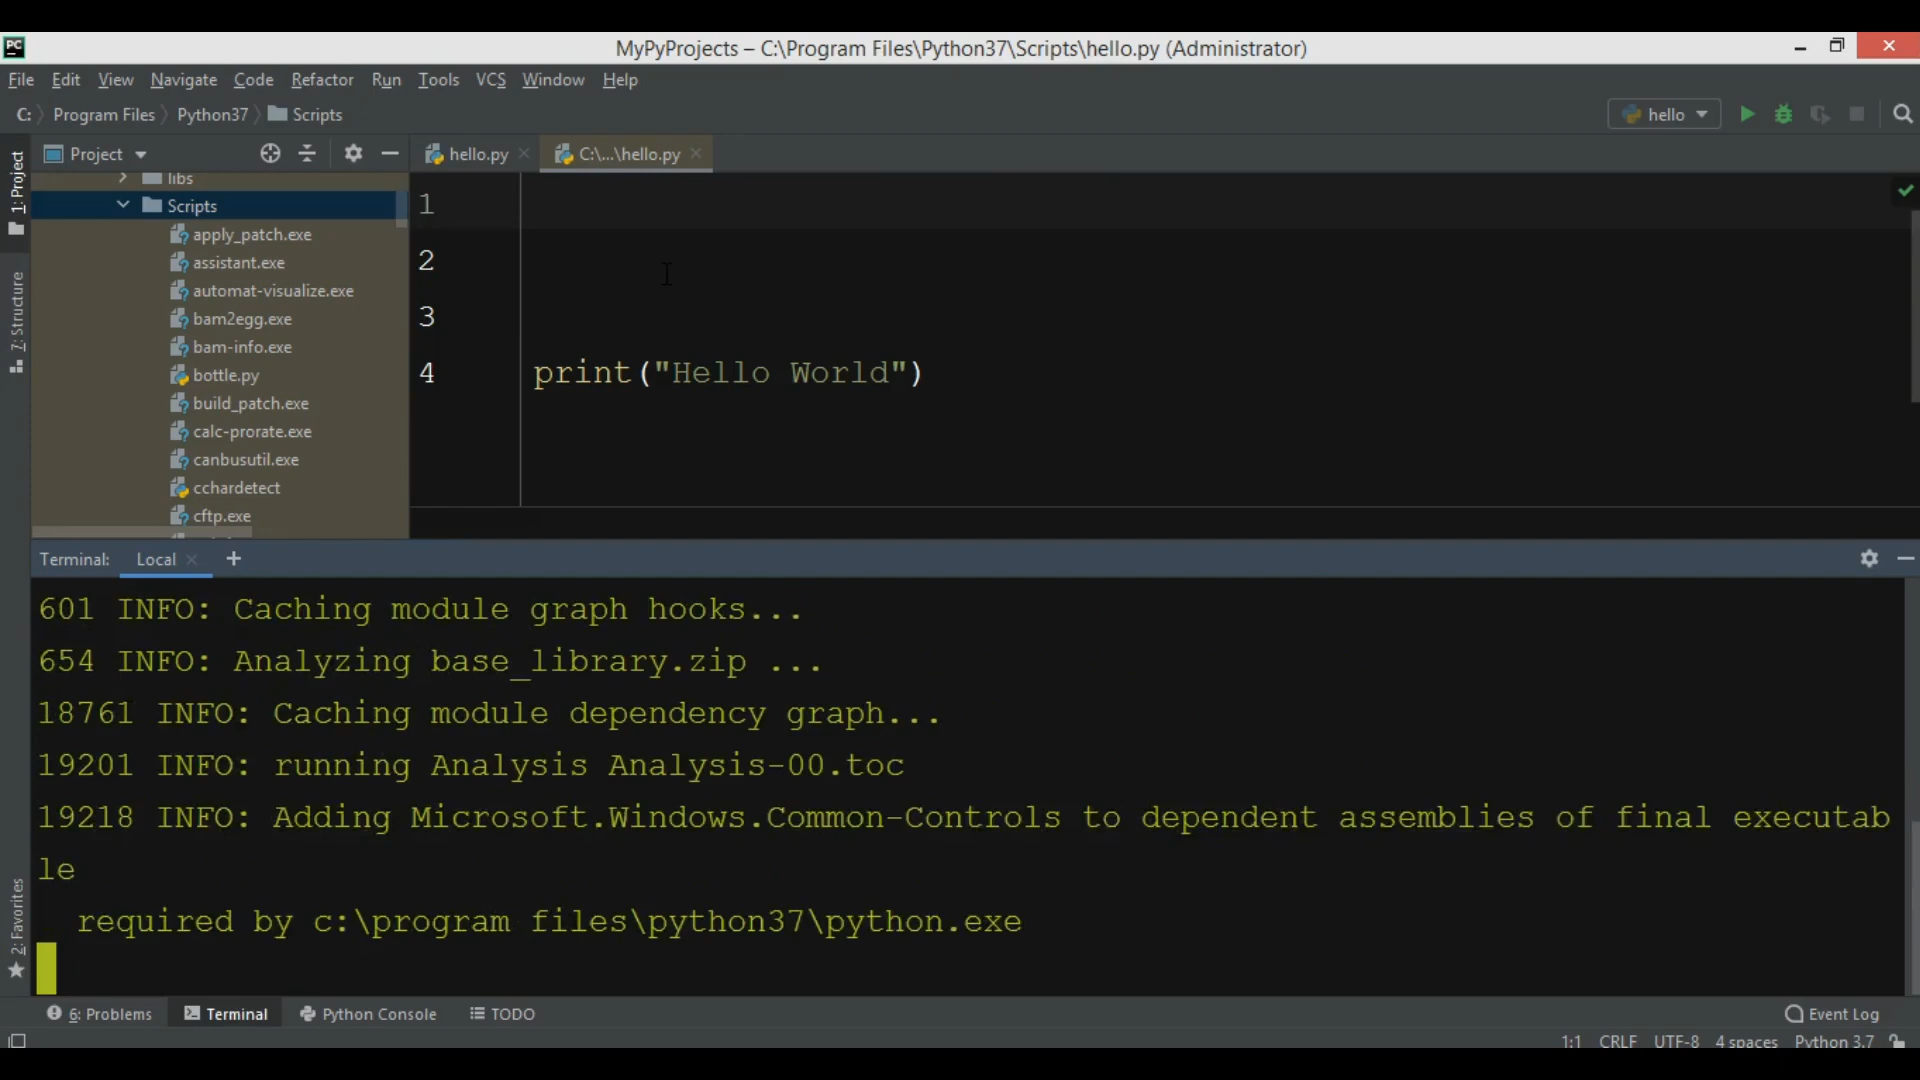 PC
MyPyProjects – C:\Program Files\Python37\Scripts\hello.py (Administrator)
File Edit View Navigate Code Refactor Run Tools VCS Window Help
C: Program Files Python37 Scripts
hello
Project
hello.py
C:\...\hello.py
1: Project
7: Structure
2: Favorites
libs
Scripts
apply_patch.exe
assistant.exe
automat-visualize.exe
bam2egg.exe
bam-info.exe
bottle.py
build_patch.exe
calc-prorate.exe
canbusutil.exe
cchardetect
cftp.exe
1
2
3
4 print("Hello World")
Terminal: Local +
601 INFO: Caching module graph hooks...
654 INFO: Analyzing base_library.zip ...
18761 INFO: Caching module dependency graph...
19201 INFO: running Analysis Analysis-00.toc
19218 INFO: Adding Microsoft.Windows.Common-Controls to dependent assemblies of final executab
le
required by c:\program files\python37\python.exe
6: Problems Terminal Python Console TODO Event Log
1:1 CRLF UTF-8 4 spaces Python 3.7